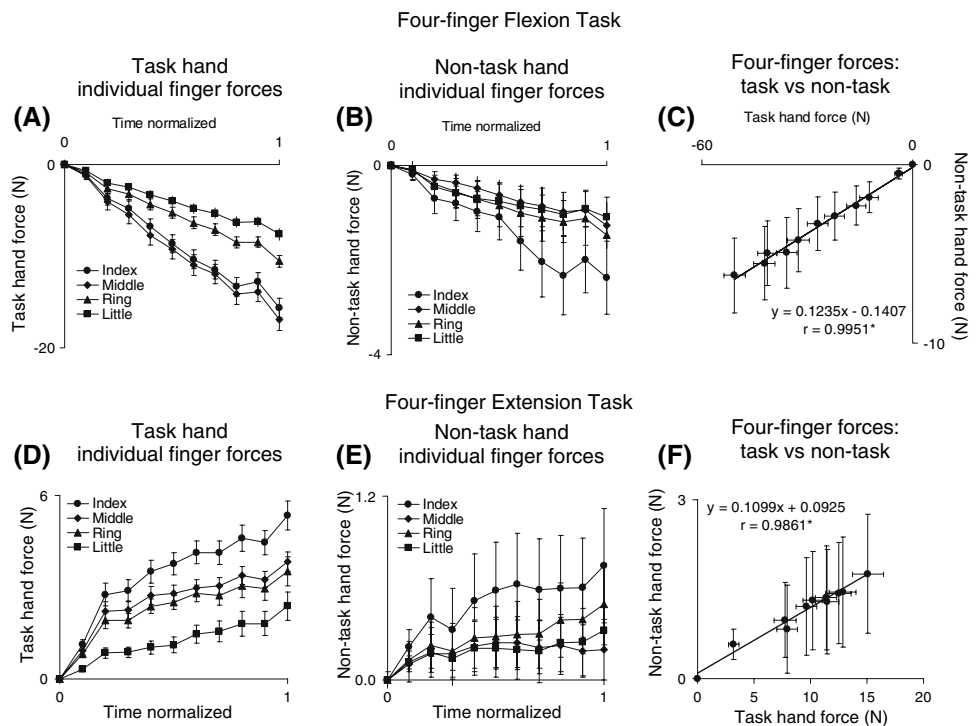 Four-finger Flexion Task
Task hand
individual finger forces
Non-task hand
individual finger forces
Four-finger forces:
task vs non-task
(A)
Time normalized
0
1
0
-20
Task hand force (N)
Index
Middle
Ring
Little
(B)
Time normalized
0
1
0
-4
Non-task hand force (N)
Index
Middle
Ring
Little
(C)
Task hand force (N)
-60
0
0
-10
Non-task hand force (N)
y = 0.1235x - 0.1407
r = 0.9951*
Four-finger Extension Task
Task hand
individual finger forces
Non-task hand
individual finger forces
Four-finger forces:
task vs non-task
(D)
6
0
Task hand force (N)
Index
Middle
Ring
Little
0
1
Time normalized
(E)
1.2
0.0
Non-task hand force (N)
Index
Middle
Ring
Little
0
1
Time normalized
(F)
3
0
Non-task hand force (N)
y = 0.1099x + 0.0925
r = 0.9861*
0
5
10
15
20
Task hand force (N)